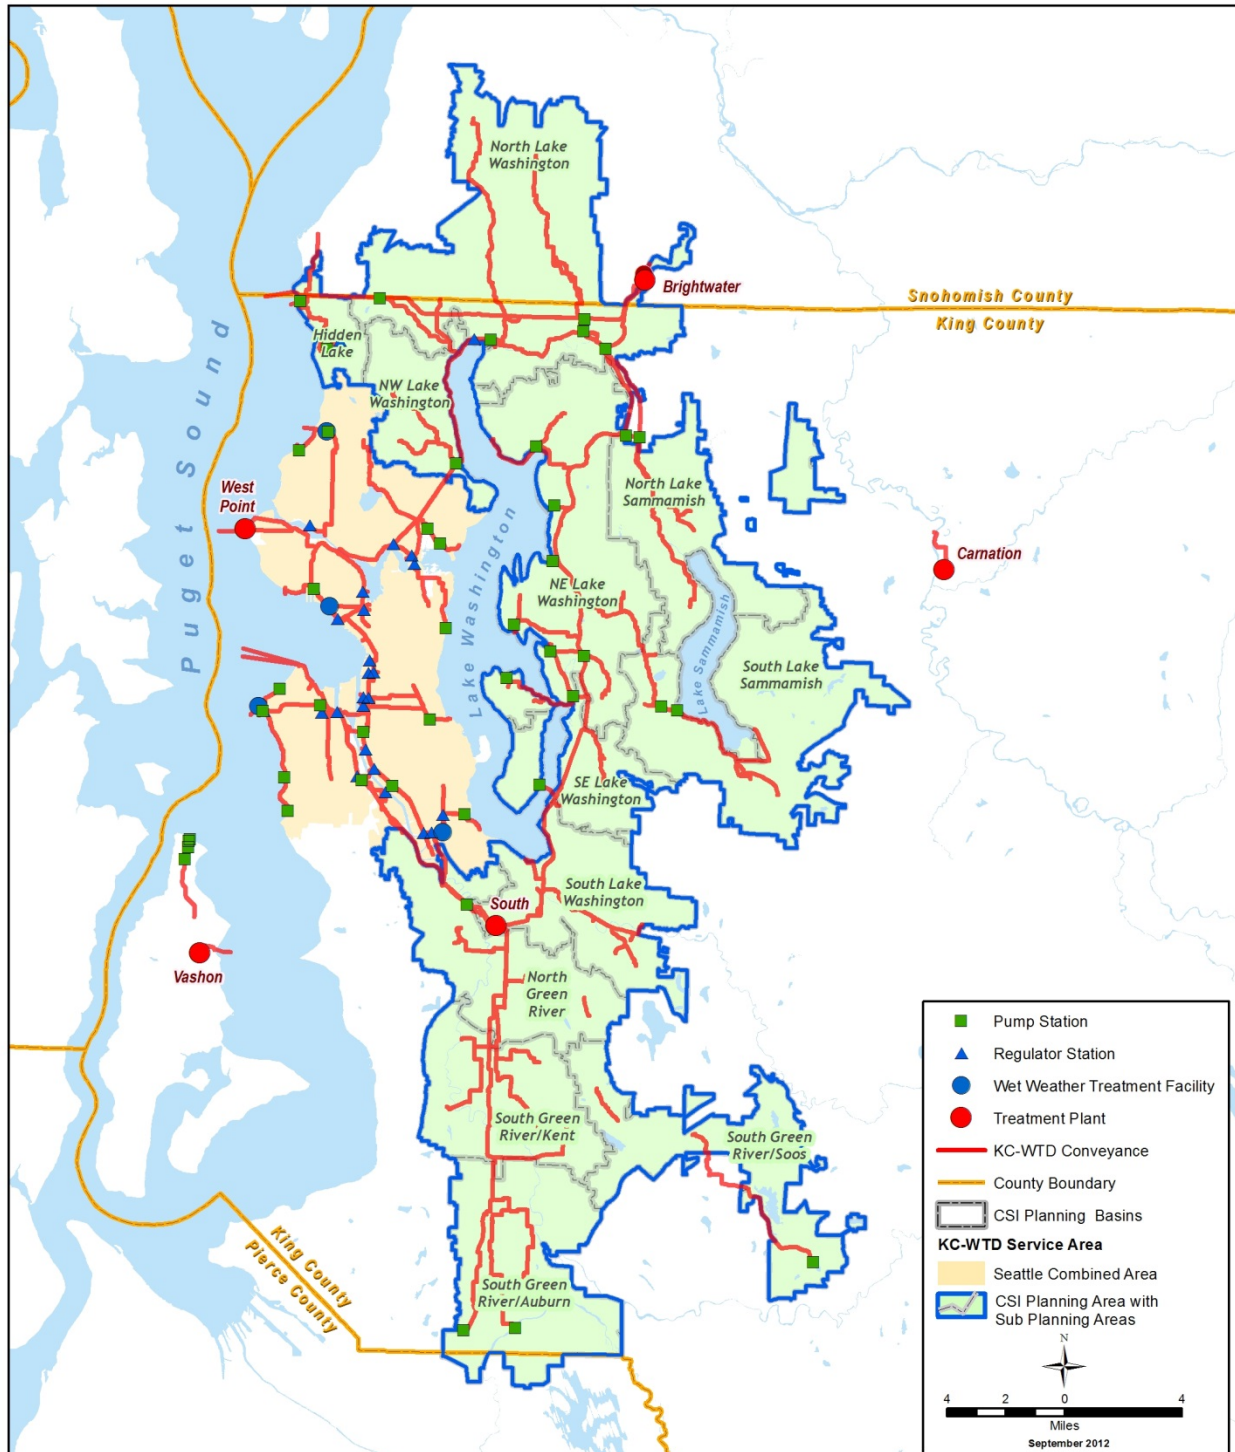 North Lake
Washington
Brightwater
Snohomish County
King County
Hidden
Lake
NW Lake
Washington
Puget Sound
West
Point
North Lake
Sammamish
Lake Washington
Carnation
NE Lake
Washington
Lake Sammamish
South Lake
Sammamish
SE Lake
Washington
South Lake
Washington
South
Vashon
North
Green
River
South Green
River/Kent
South Green
River/Soos
King County
Pierce County
South Green
River/Auburn
Pump Station
Regulator Station
Wet Weather Treatment Facility
Treatment Plant
KC-WTD Conveyance
County Boundary
CSI Planning Basins
KC-WTD Service Area
Seattle Combined Area
CSI Planning Area with
Sub Planning Areas
N
4 2 0 4
Miles
September 2012